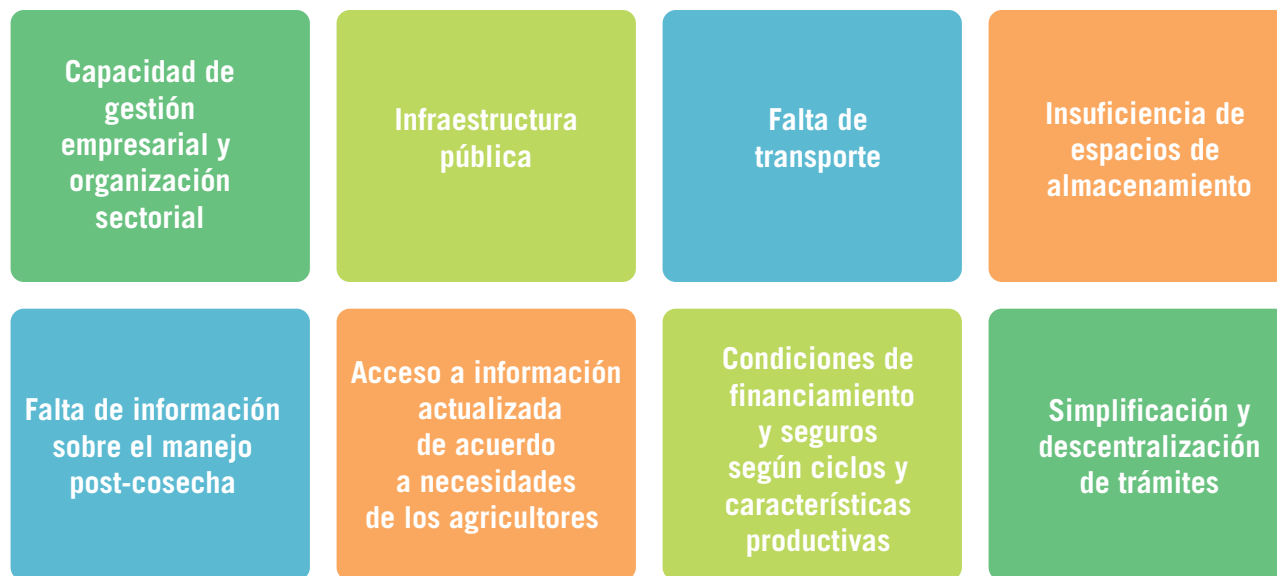 Capacidad de
gestión
empresarial y
organización
sectorial
Infraestructura
pública
Falta de
transporte
Insuficiencia de
espacios de
almacenamiento
Falta de información
sobre el manejo
post-cosecha
Acceso a información
actualizada
de acuerdo
a necesidades
de los agricultores
Condiciones de
financiamiento
y seguros
según ciclos y
características
productivas
Simplificación y
descentralización
de trámites